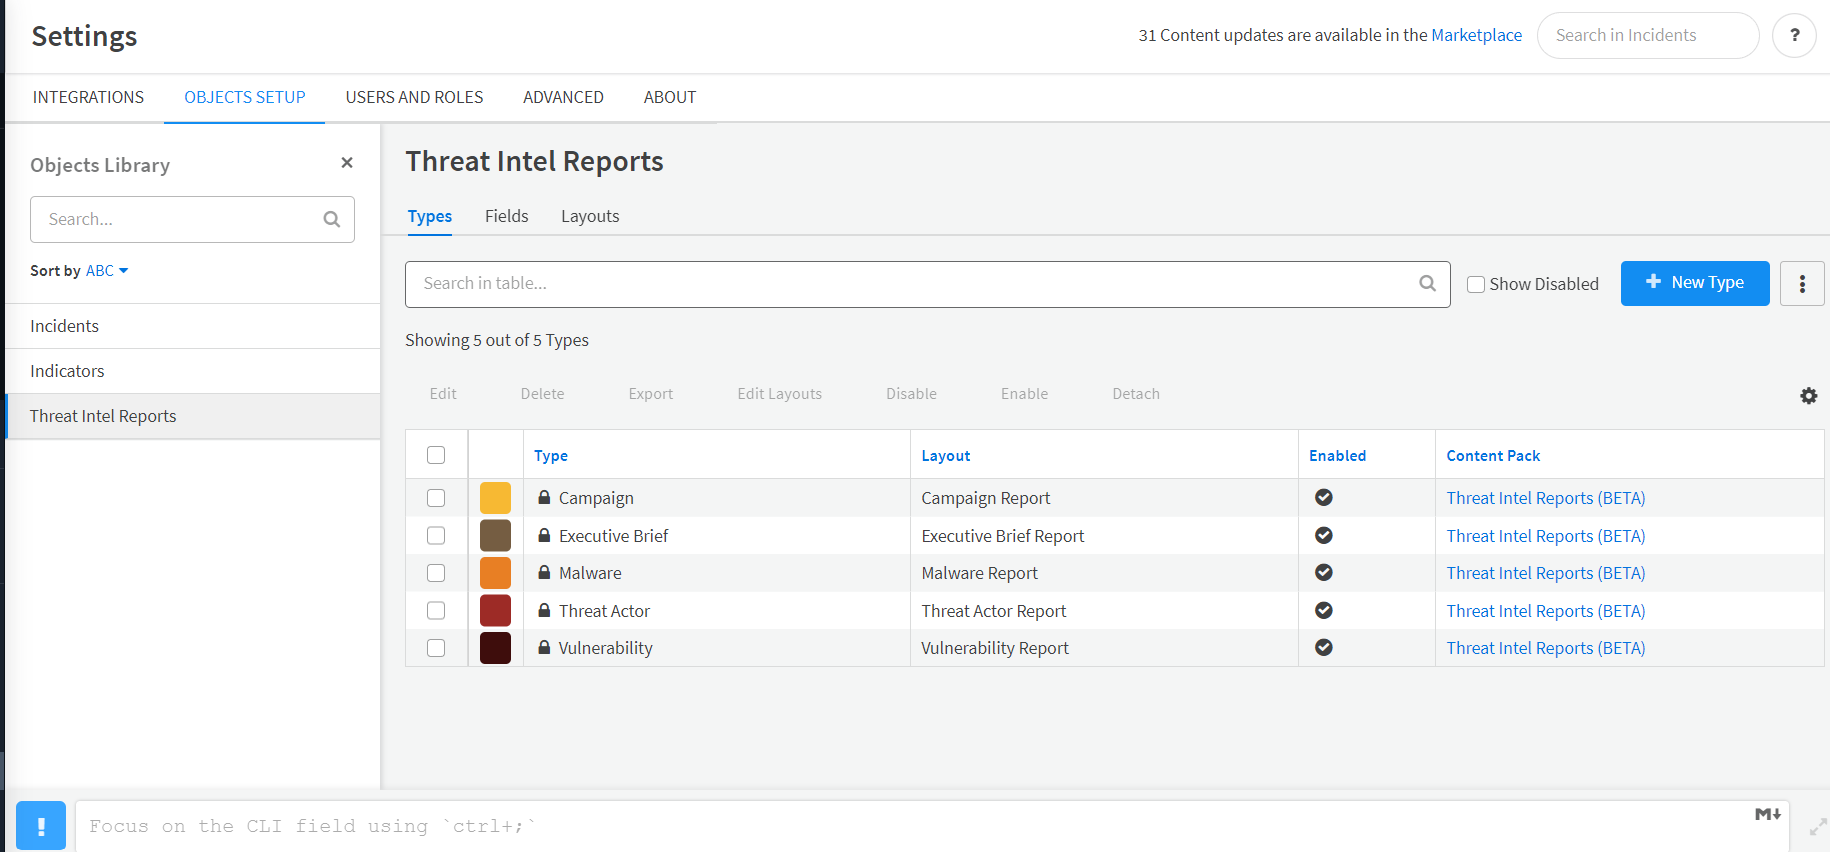 Settings
31 Content updates are available in the Marketplace
Search in Incidents
?
INTEGRATIONS OBJECTS SETUP USERS AND ROLES ADVANCED ABOUT
Objects Library ×
Search...
Sort by ABC
Incidents
Indicators
Threat Intel Reports
Threat Intel Reports
Types Fields Layouts
Search in table...
Show Disabled
+ New Type
Showing 5 out of 5 Types
Edit Delete Export Edit Layouts Disable Enable Detach
Type Layout Enabled Content Pack
Campaign Campaign Report Threat Intel Reports (BETA)
Executive Brief Executive Brief Report Threat Intel Reports (BETA)
Malware Malware Report Threat Intel Reports (BETA)
Threat Actor Threat Actor Report Threat Intel Reports (BETA)
Vulnerability Vulnerability Report Threat Intel Reports (BETA)
! Focus on the CLI field using `ctrl+;`
M↓